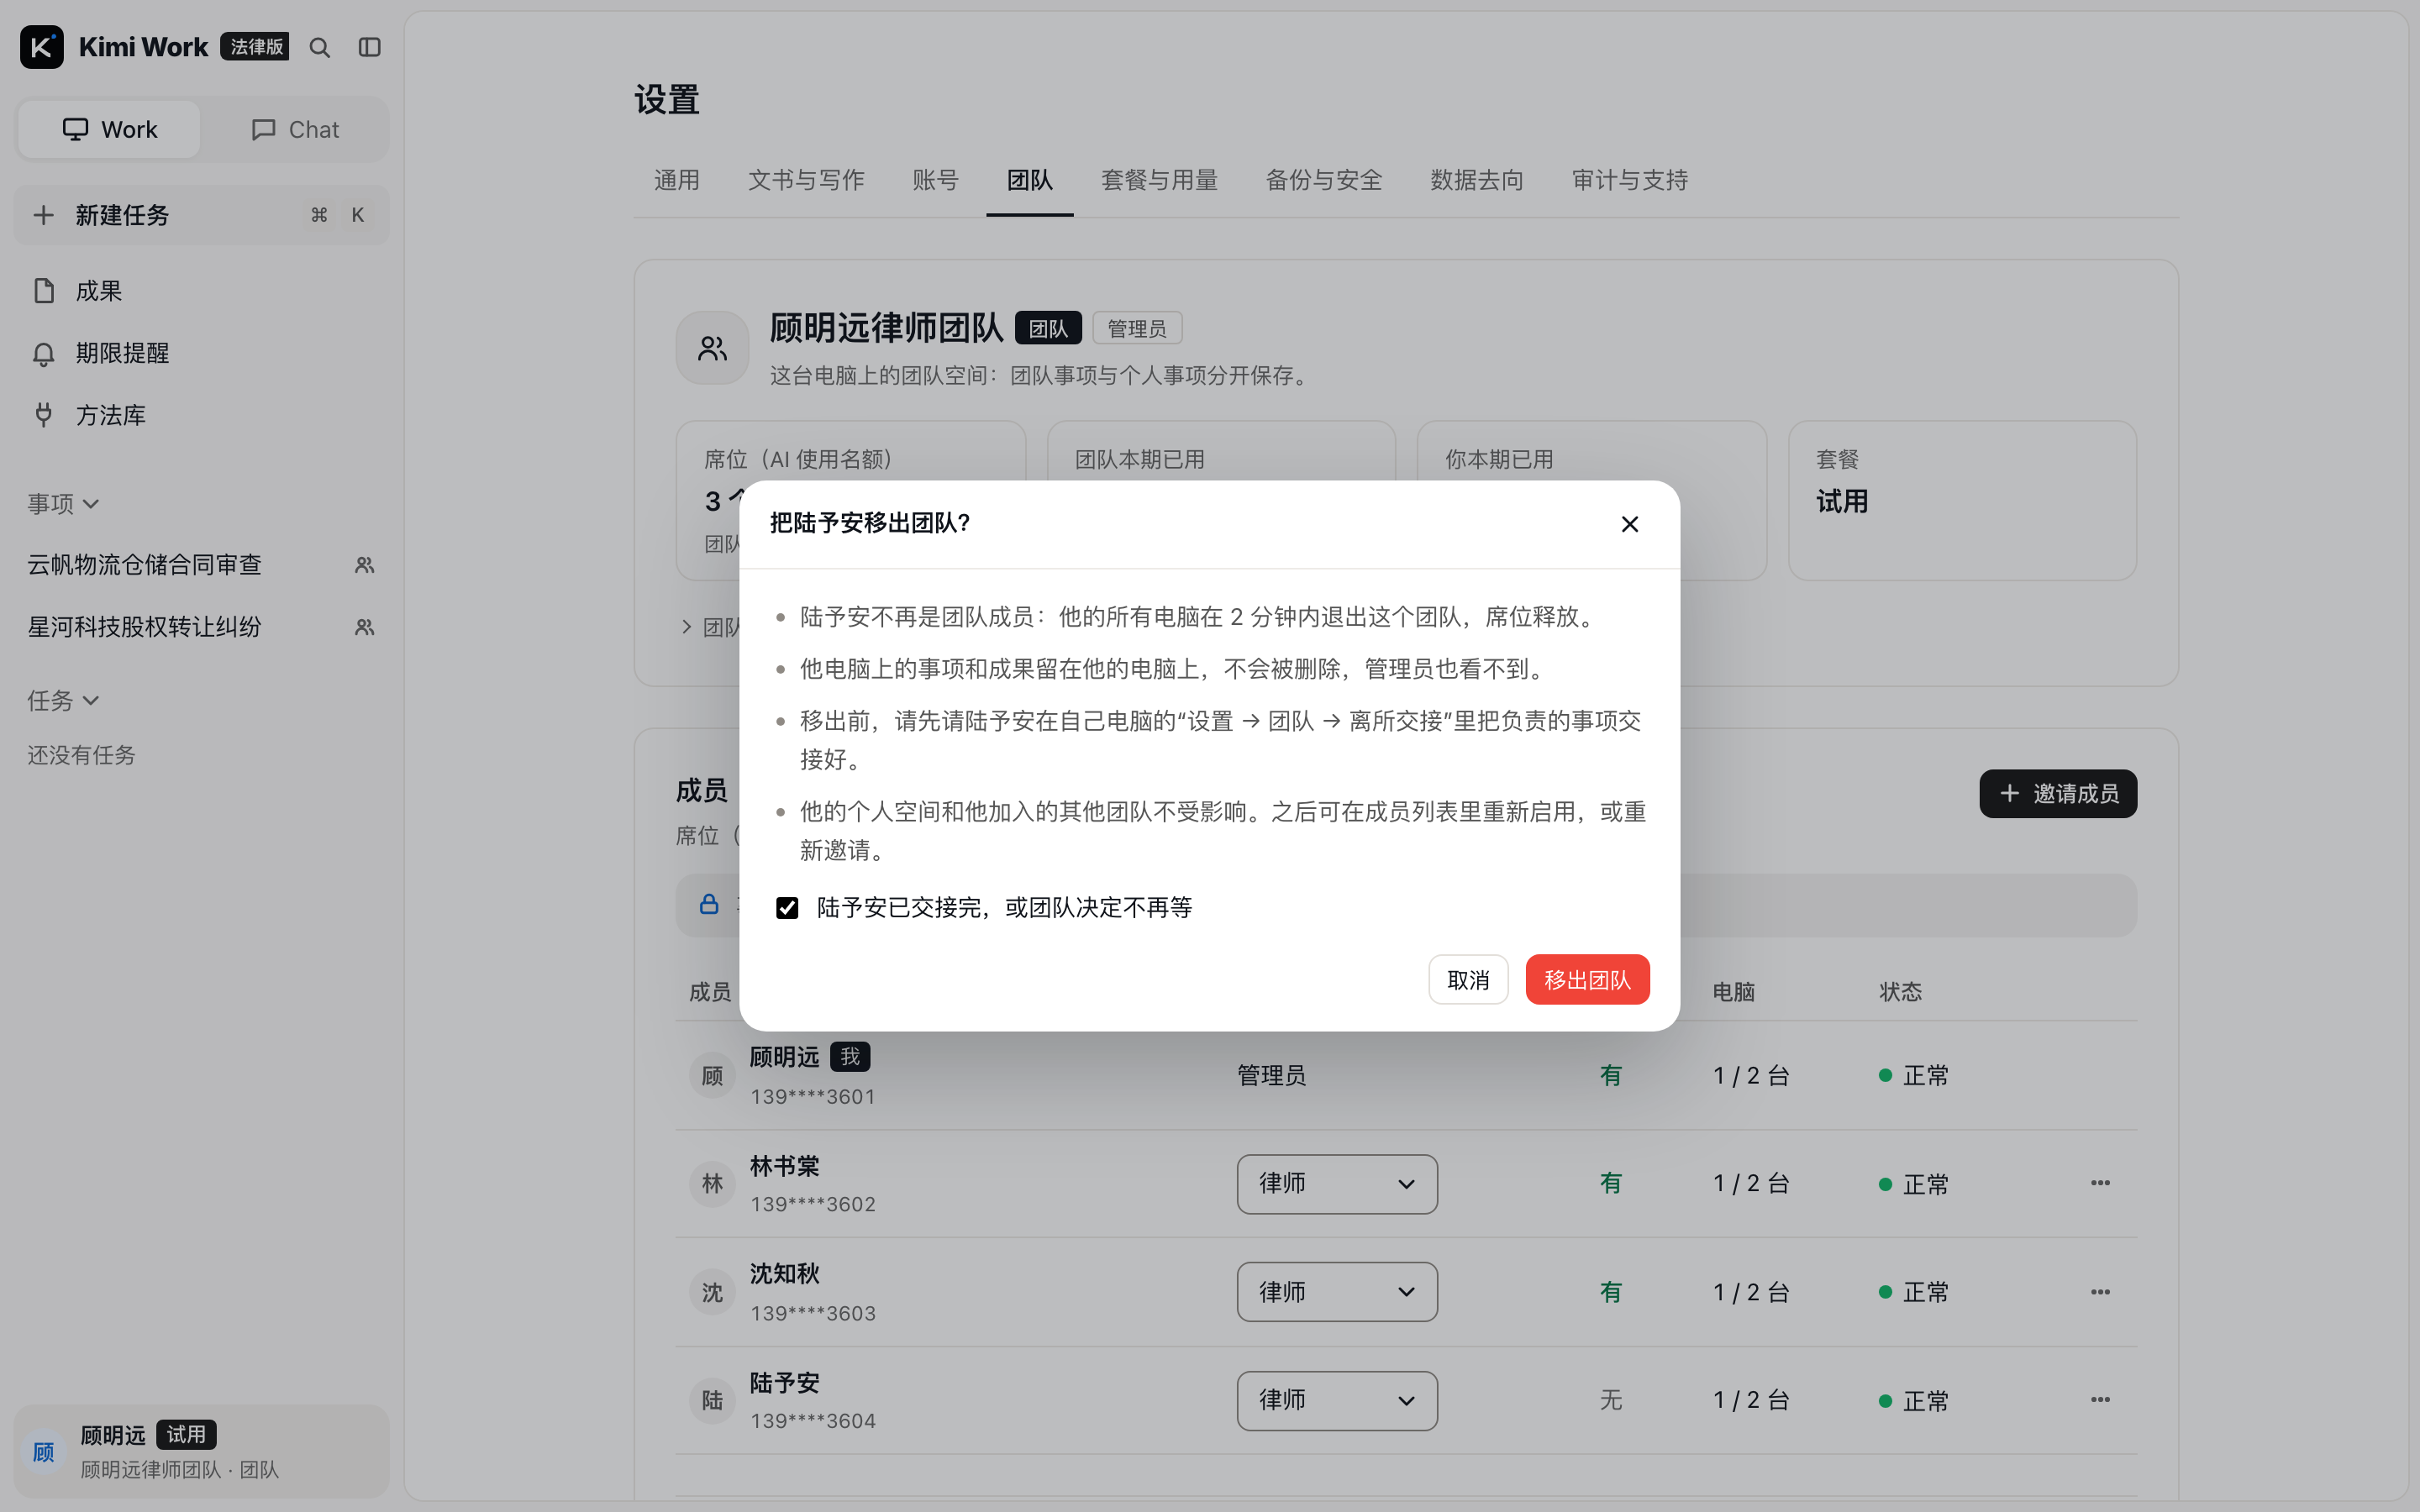 Kimi Work 法律版
Work
Chat
新建任务 ⌘ K
成果
期限提醒
方法库
事项
云帆物流仓储合同审查
星河科技股权转让纠纷
任务
还没有任务
顾 顾明远 试用
顾明远律师团队 · 团队
设置
通用 文书与写作 账号 团队 套餐与用量 备份与安全 数据去向 审计与支持
顾明远律师团队 团队 管理员
这台电脑上的团队空间：团队事项与个人事项分开保存。
席位（AI 使用名额） 团队本期已用 你本期已用 套餐
3 试用
团队
把陆予安移出团队?
陆予安不再是团队成员：他的所有电脑在 2 分钟内退出这个团队，席位释放。
他电脑上的事项和成果留在他的电脑上，不会被删除，管理员也看不到。
移出前，请先请陆予安在自己电脑的“设置 → 团队 → 离所交接”里把负责的事项交
接好。
他的个人空间和他加入的其他团队不受影响。之后可在成员列表里重新启用，或重
新邀请。
陆予安已交接完，或团队决定不再等
取消 移出团队
成员
席位（
邀请成员
成员 电脑 状态
顾 顾明远 我
139****3601
管理员 有 1 / 2 台 正常
林 林书棠
139****3602
律师 有 1 / 2 台 正常
沈 沈知秋
139****3603
律师 有 1 / 2 台 正常
陆 陆予安
139****3604
律师 无 1 / 2 台 正常